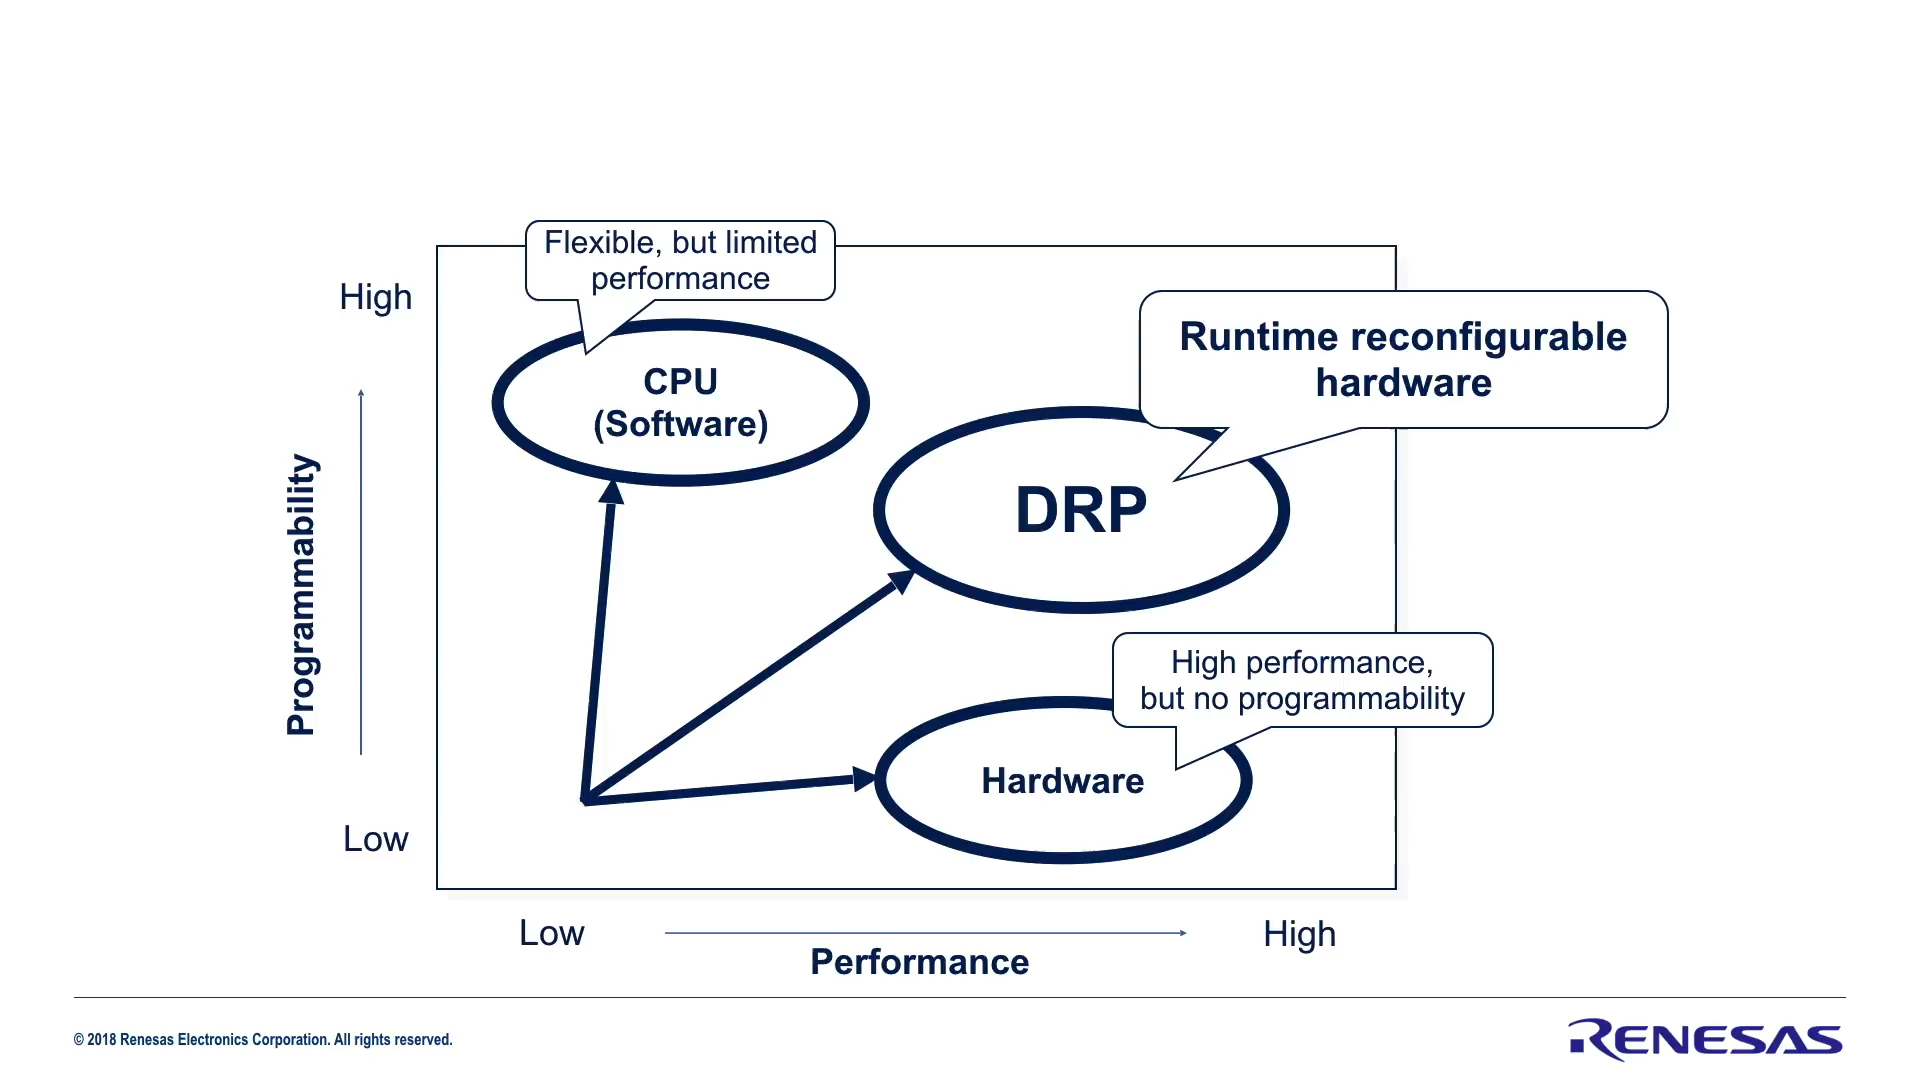 Flexible, but limited
performance
High
Runtime reconfigurable
hardware
CPU
(Software)
DRP
Programmability
High performance,
but no programmability
Hardware
Low
Low
High
Performance
© 2018 Renesas Electronics Corporation. All rights reserved.
RENESAS